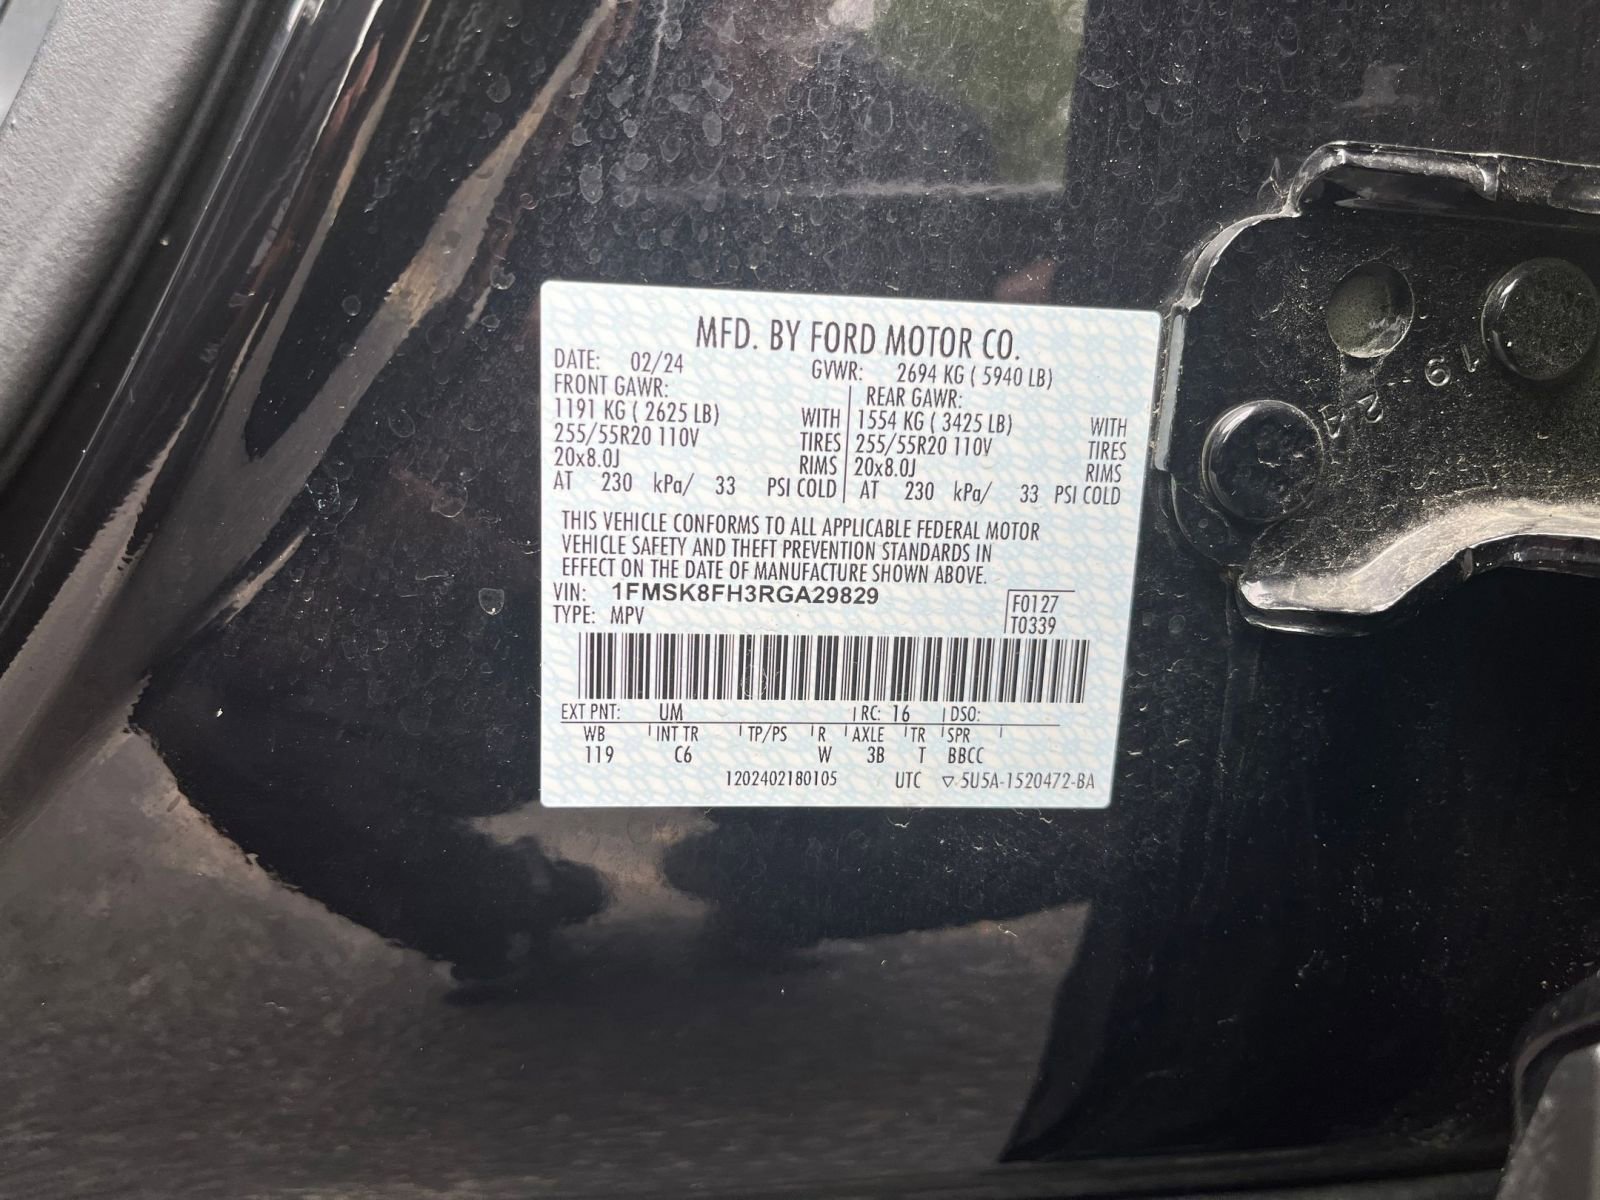 MFD. BY FORD MOTOR CO.
DATE: 02/24 GVWR: 2694 KG ( 5940 LB)
FRONT GAWR: REAR GAWR:
1191 KG ( 2625 LB) WITH 1554 KG ( 3425 LB) WITH
255/55R20 110V TIRES 255/55R20 110V TIRES
20x8.0J RIMS 20x8.0J RIMS
AT 230 kPa/ 33 PSI COLD AT 230 kPa/ 33 PSI COLD
THIS VEHICLE CONFORMS TO ALL APPLICABLE FEDERAL MOTOR
VEHICLE SAFETY AND THEFT PREVENTION STANDARDS IN
EFFECT ON THE DATE OF MANUFACTURE SHOWN ABOVE.
VIN: 1FMSK8FH3RGA29829 F0127
TYPE: MPV T0339
EXT PNT: UM RC: 16 DSO:
WB INT TR TP/PS R AXLE TR SPR
119 C6 W 3B T BBCC
1202402180105 UTC ▽ 5U5A-1520472-BA